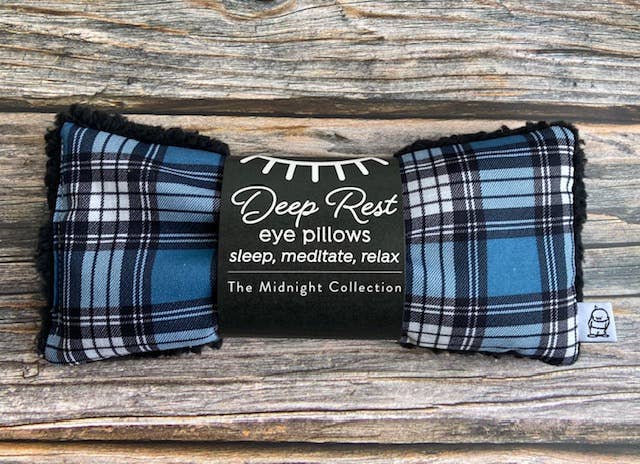 Deep Rest
eye pillows
sleep, meditate, relax
The Midnight Collection